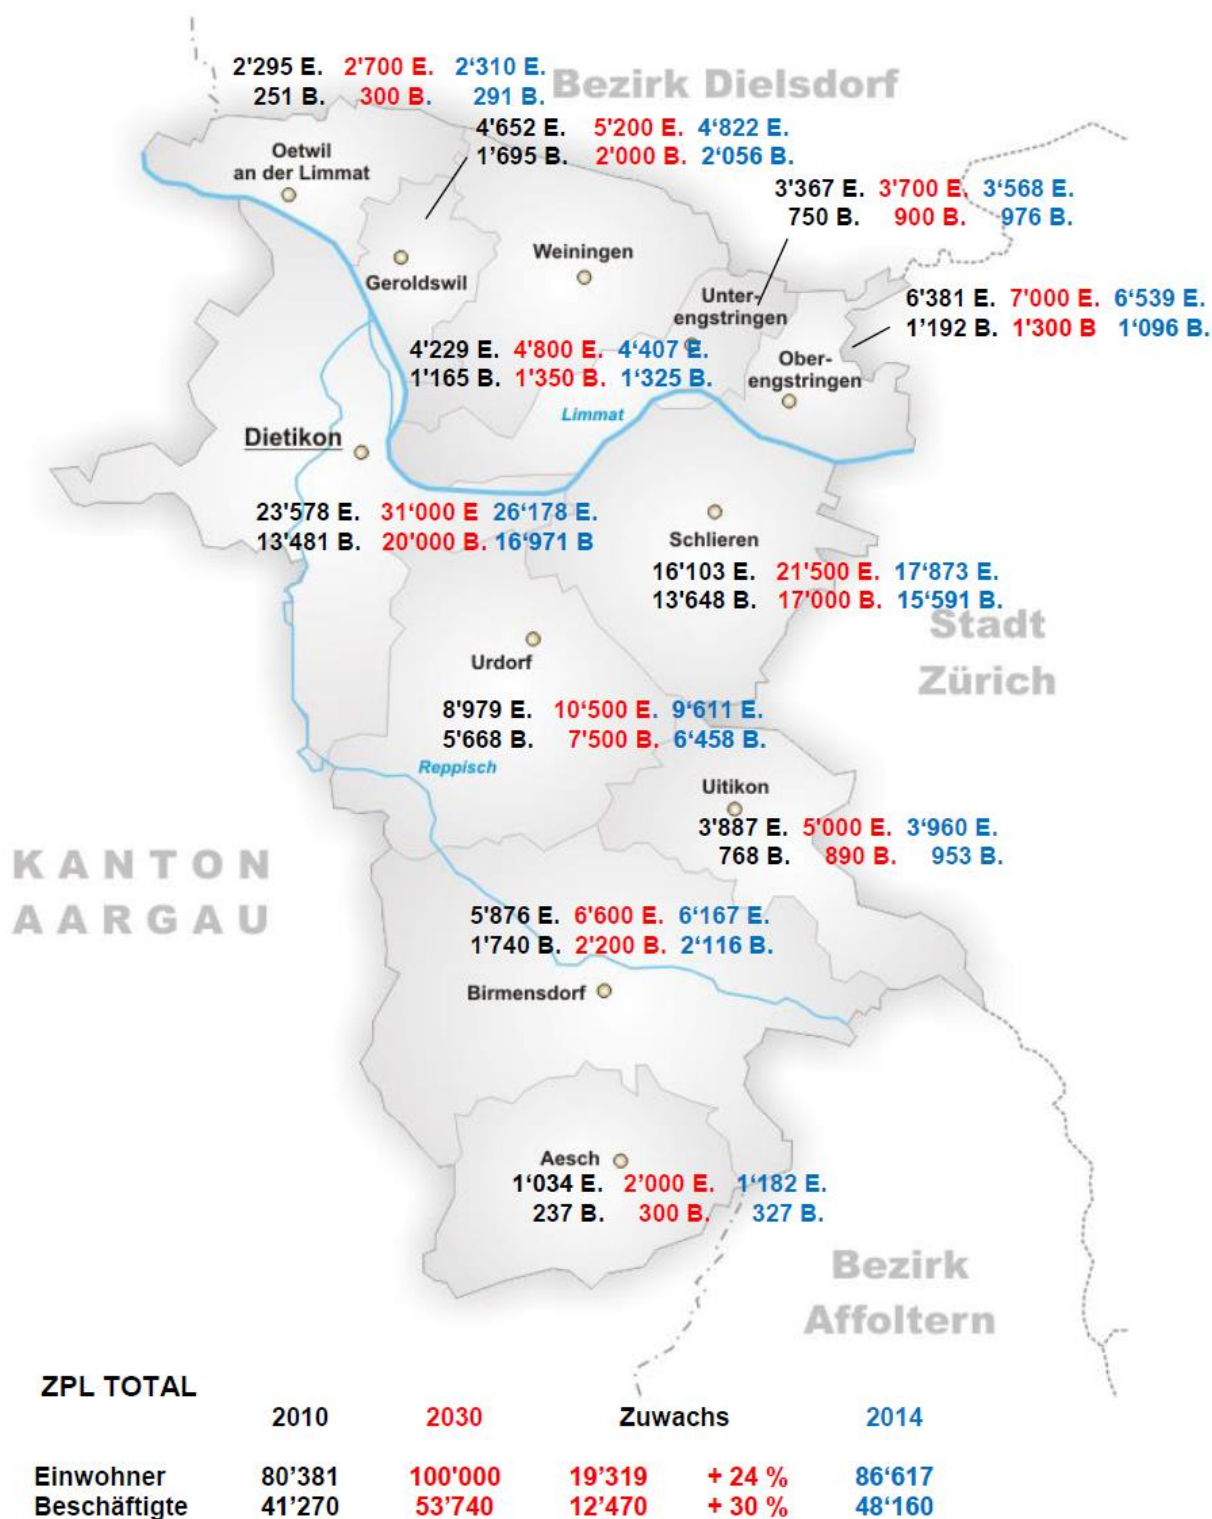 2'295 E. 2'700 E. 2‘310 E.
251 B. 300 B. 291 B.
Bezirk Dielsdorf
4'652 E. 5'200 E. 4‘822 E.
1’695 B. 2'000 B. 2‘056 B.
Oetwil
an der Limmat
3'367 E. 3'700 E. 3‘568 E.
750 B. 900 B. 976 B.
Weiningen
Geroldswil
Unter-
engstringen
6'381 E. 7'000 E. 6‘539 E.
1’192 B. 1'300 B 1‘096 B.
4'229 E. 4'800 E. 4‘407 E.
1'165 B. 1'350 B. 1‘325 B.
Ober-
engstringen
Limmat
Dietikon
23'578 E. 31‘000 E 26‘178 E.
13'481 B. 20'000 B. 16‘971 B
Schlieren
16'103 E. 21'500 E. 17‘873 E.
13'648 B. 17'000 B. 15‘591 B.
Stadt
Zürich
Urdorf
8'979 E. 10‘500 E. 9‘611 E.
5'668 B. 7'500 B. 6‘458 B.
Reppisch
Uitikon
3'887 E. 5'000 E. 3‘960 E.
768 B. 890 B. 953 B.
KANTON
AARGAU
5'876 E. 6'600 E. 6‘167 E.
1'740 B. 2'200 B. 2‘116 B.
Birmensdorf
Aesch
1‘034 E. 2’000 E. 1‘182 E.
237 B. 300 B. 327 B.
Bezirk
Affoltern
ZPL TOTAL
2010 2030 Zuwachs 2014
Einwohner 80’381 100'000 19’319 + 24 % 86’617
Beschäftigte 41’270 53’740 12’470 + 30 % 48’160